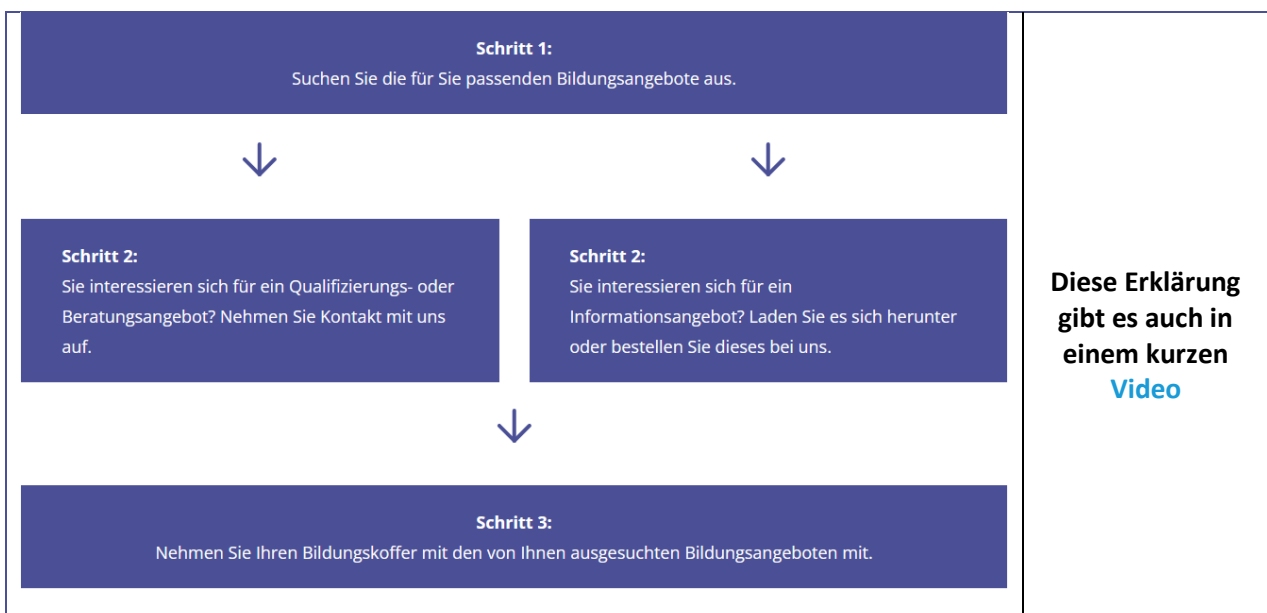 Schritt 1:
Suchen Sie die für Sie passenden Bildungsangebote aus.
Schritt 2:
Sie interessieren sich für ein Qualifizierungs- oder
Beratungsangebot? Nehmen Sie Kontakt mit uns
auf.
Schritt 2:
Sie interessieren sich für ein
Informationsangebot? Laden Sie es sich herunter
oder bestellen Sie dieses bei uns.
Schritt 3:
Nehmen Sie Ihren Bildungskoffer mit den von Ihnen ausgesuchten Bildungsangeboten mit.
Diese Erklärung
gibt es auch in
einem kurzen
Video